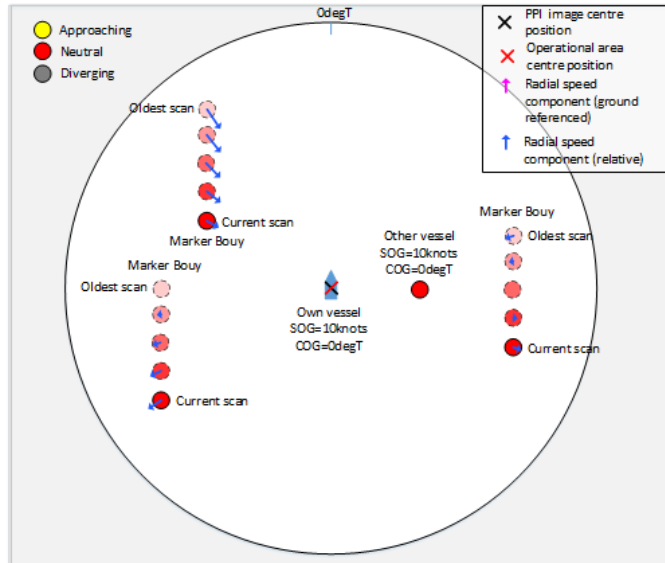 0degT
Approaching
Neutral
Diverging
PPI image centre
position
Operational area
centre position
Radial speed
component (ground
referenced)
Radial speed
component (relative)
Oldest scan
Current scan
Marker Bouy
Marker Bouy
Oldest scan
Current scan
Own vessel
SOG=10knots
COG=0degT
Other vessel
SOG=10knots
COG=0degT
Marker Bouy
Oldest scan
Current scan